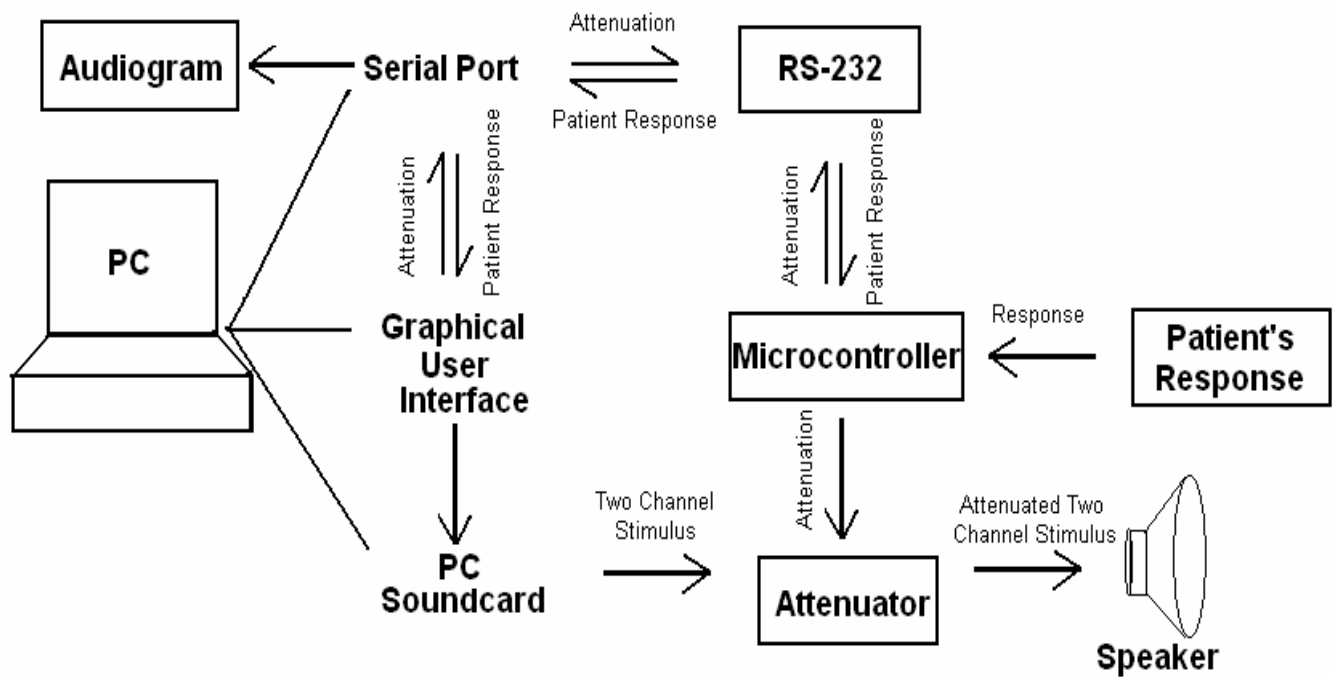 Attenuation
Audiogram
Serial Port
RS-232
Patient Response
Attenuation
Patient Response
Attenuation
Patient Response
PC
Graphical
User
Interface
Microcontroller
Response
Patient's
Response
Attenuation
Two Channel
Stimulus
Attenuated Two
Channel Stimulus
PC
Soundcard
Attenuator
Speaker